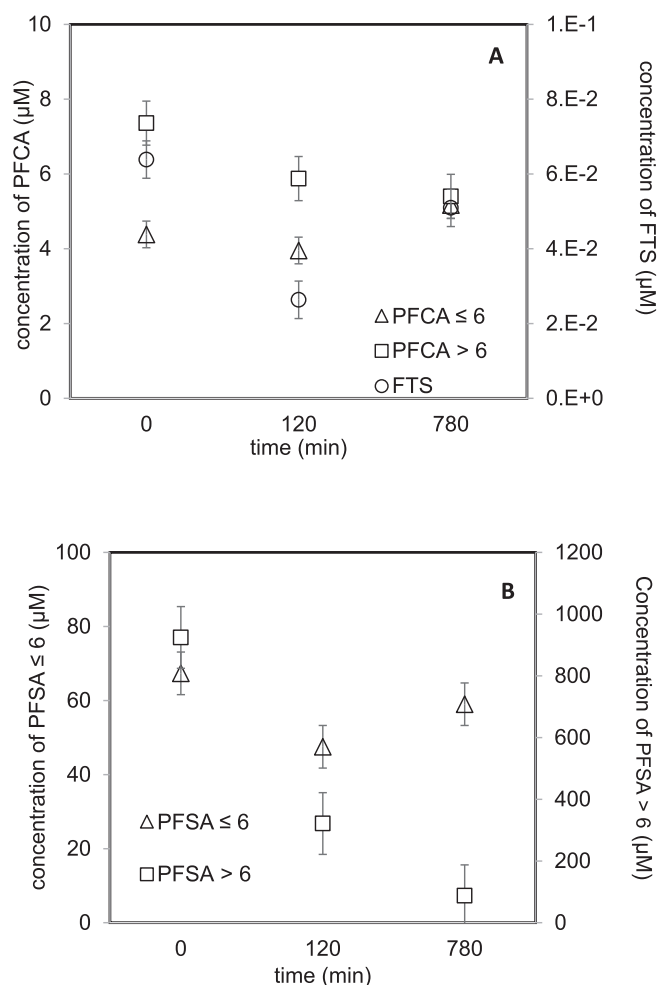 A
10
8
6
4
2
0
concentration of PFCA (µM)
1.E-1
8.E-2
6.E-2
4.E-2
2.E-2
0.E+0
concentration of FTS (µM)
PFCA ≤ 6
PFCA > 6
FTS
0 120 780
time (min)
B
100
80
60
40
20
0
concentration of PFSA ≤ 6 (µM)
1200
1000
800
600
400
200
0
Concentration of PFSA > 6 (µM)
PFSA ≤ 6
PFSA > 6
0 120 780
time (min)